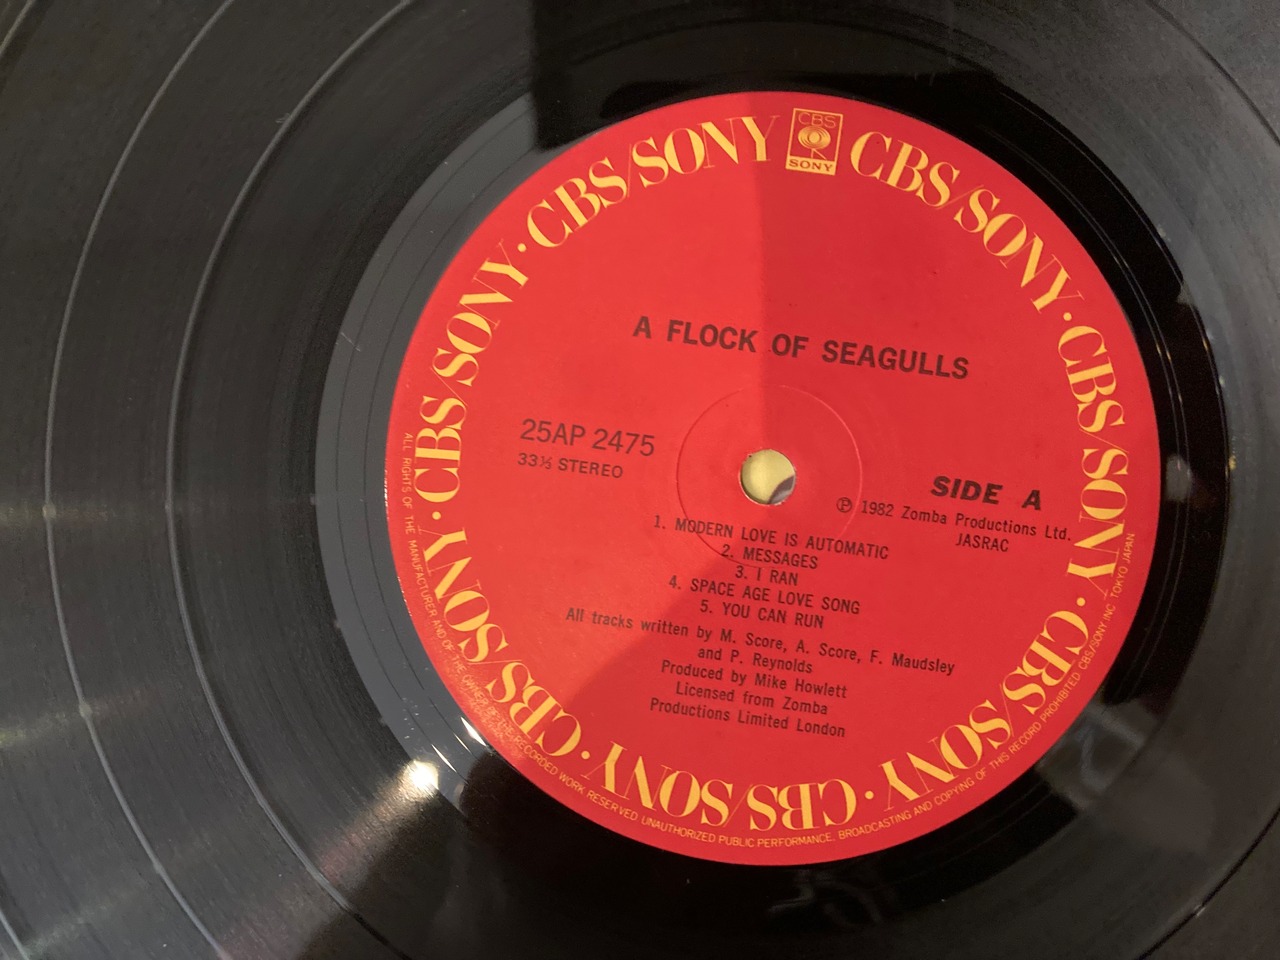 CBS
SONY
CBS/SONY · CBS/SONY · CBS/SONY · CBS/SONY · CBS/SONY · CBS/SONY · CBS/SONY · CBS/SONY
A FLOCK OF SEAGULLS
25AP 2475
33⅓ STEREO
SIDE A
Ⓟ 1982 Zomba Productions Ltd.
JASRAC
1. MODERN LOVE IS AUTOMATIC
2. MESSAGES
3. I RAN
4. SPACE AGE LOVE SONG
5. YOU CAN RUN
All tracks written by M. Score, A. Score, F. Maudsley
and P. Reynolds
Produced by Mike Howlett
Licensed from Zomba
Productions Limited London
ALL RIGHTS OF THE MANUFACTURER AND OF THE OWNER OF THE RECORDED WORK RESERVED. UNAUTHORIZED PUBLIC PERFORMANCE, BROADCASTING AND COPYING OF THIS RECORD PROHIBITED. CBS/SONY INC. TOKYO JAPAN